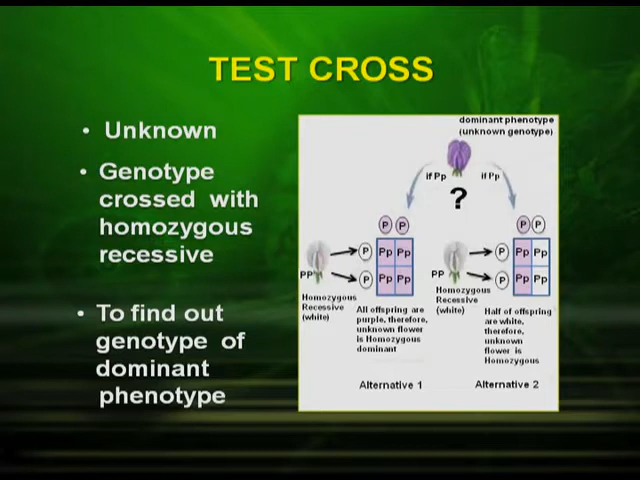 TEST CROSS
• Unknown
• Genotype
crossed with
homozygous
recessive
• To find out
genotype of
dominant
phenotype
dominant phenotype
(unknown genotype)
if Pp
if Pp
?
P P
P P
P Pp Pp
P Pp Pp
PP
Homozygous
Recessive
(white)
P Pp Pp
P Pp Pp
PP
Homozygous
Recessive
(white)
All offspring are
purple, therefore,
unknown flower
is Homozygous
dominant
Half of offspring
are white,
therefore,
unknown
flower is
Homozygous
Alternative 1
Alternative 2